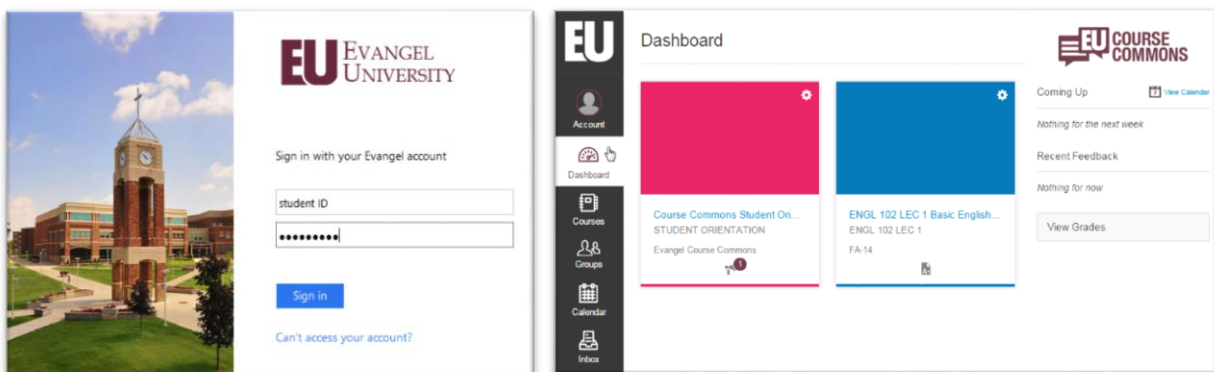 EU EVANGEL
UNIVERSITY
Sign in with your Evangel account
student ID
•••••••••
Sign in
Can't access your account?
EU
Account
Dashboard
Courses
Groups
Calendar
Inbox
Dashboard
Course Commons Student Ori...
STUDENT ORIENTATION
Evangel Course Commons
1
ENGL 102 LEC 1 Basic English...
ENGL 102 LEC 1
FA-14
EU COURSE
COMMONS
Coming Up
7 View Calendar
Nothing for the next week
Recent Feedback
Nothing for now
View Grades